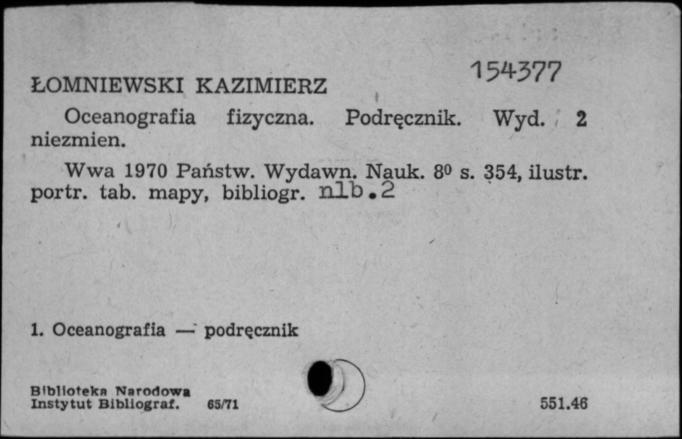 154377
ŁOMNIEWSKI KAZIMIERZ
Oceanografia fizyczna. Podręcznik. Wyd. 2
niezmien.
Wwa 1970 Państw. Wydawn. Nauk. 8⁰ s. 354, ilustr.
portr. tab. mapy, bibliogr. nlb.2
1. Oceanografia — podręcznik
Biblioteka Narodowa
Instytut Bibliograf. 65/71
551.46